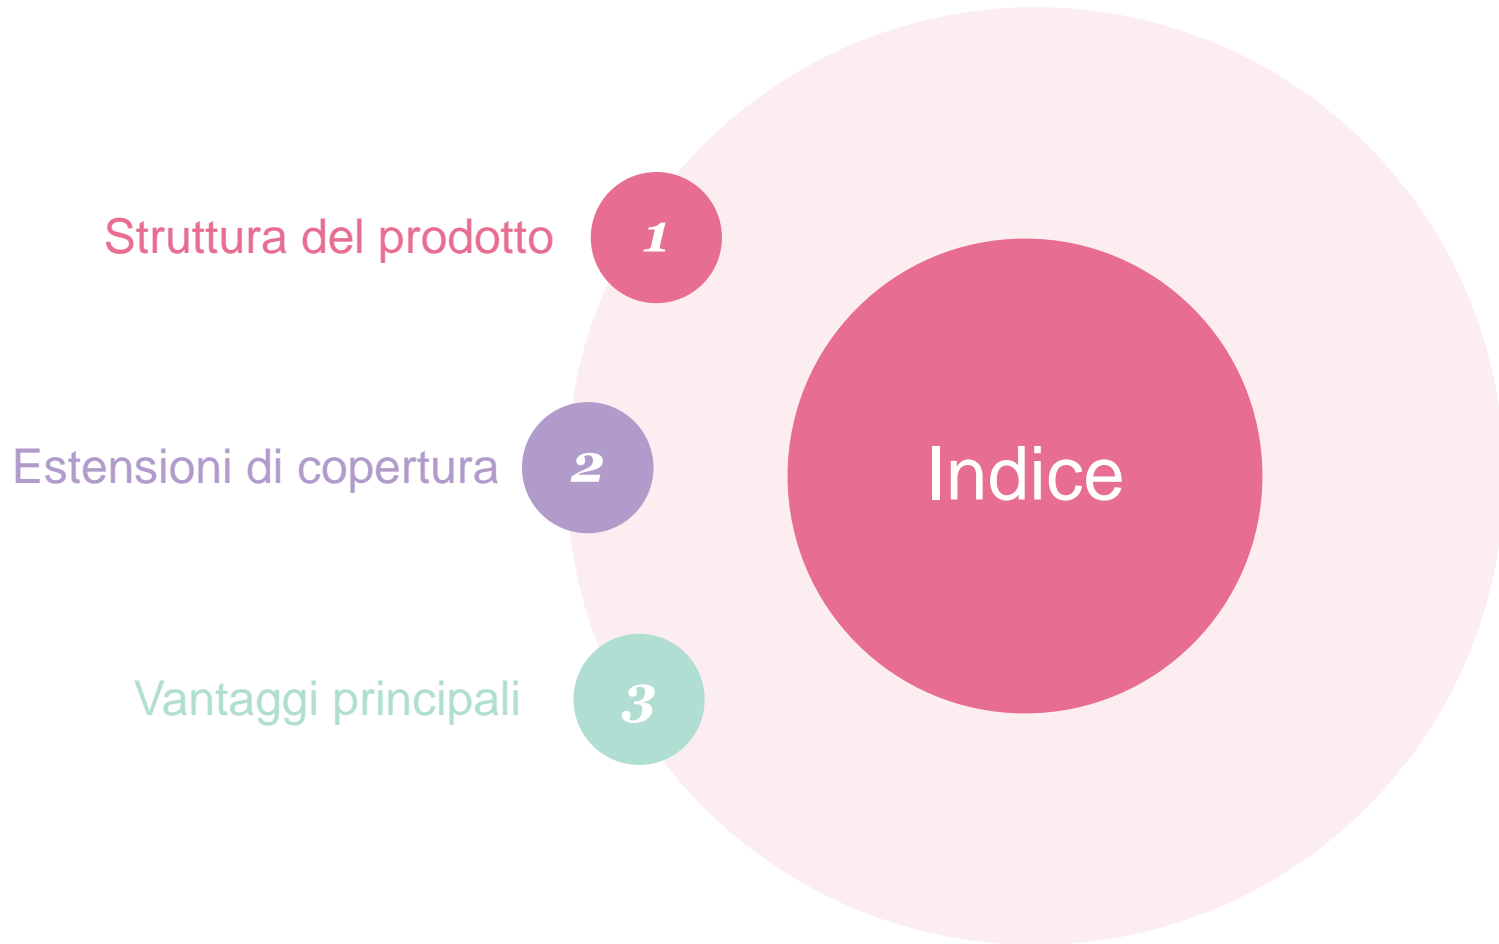 Struttura del prodotto
1
Estensioni di copertura
2
Indice
Vantaggi principali
3